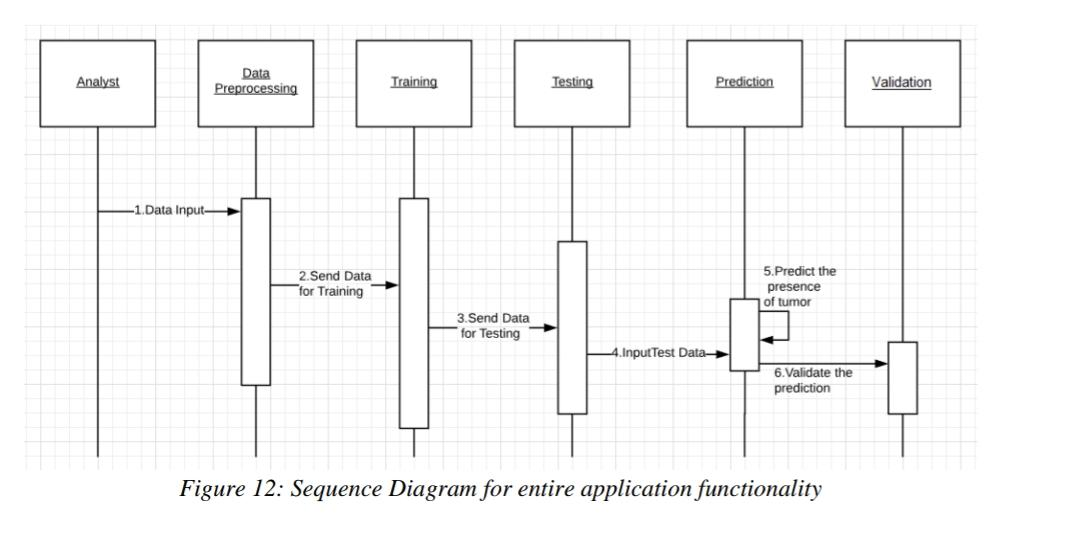 Analyst
Data
Preprocessing
Training
Testing
Prediction
Validation
1.Data Input
2.Send Data
for Training
3.Send Data
for Testing
4.InputTest Data
5.Predict the
presence
of tumor
6.Validate the
prediction
Figure 12: Sequence Diagram for entire application functionality